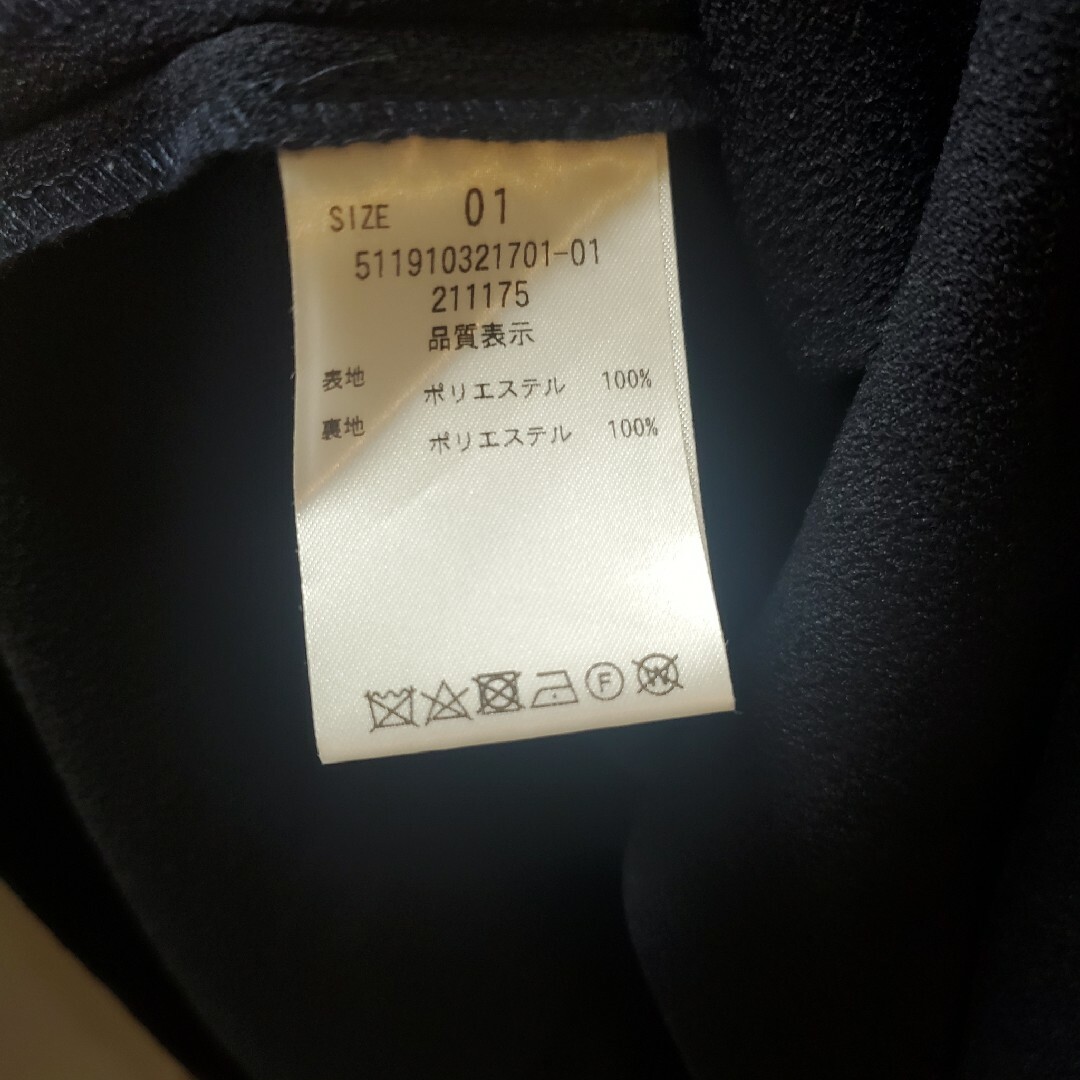 SIZE 01
511910321701-01
211175
品質表示
表地 ポリエステル 100%
裏地 ポリエステル 100%
F W